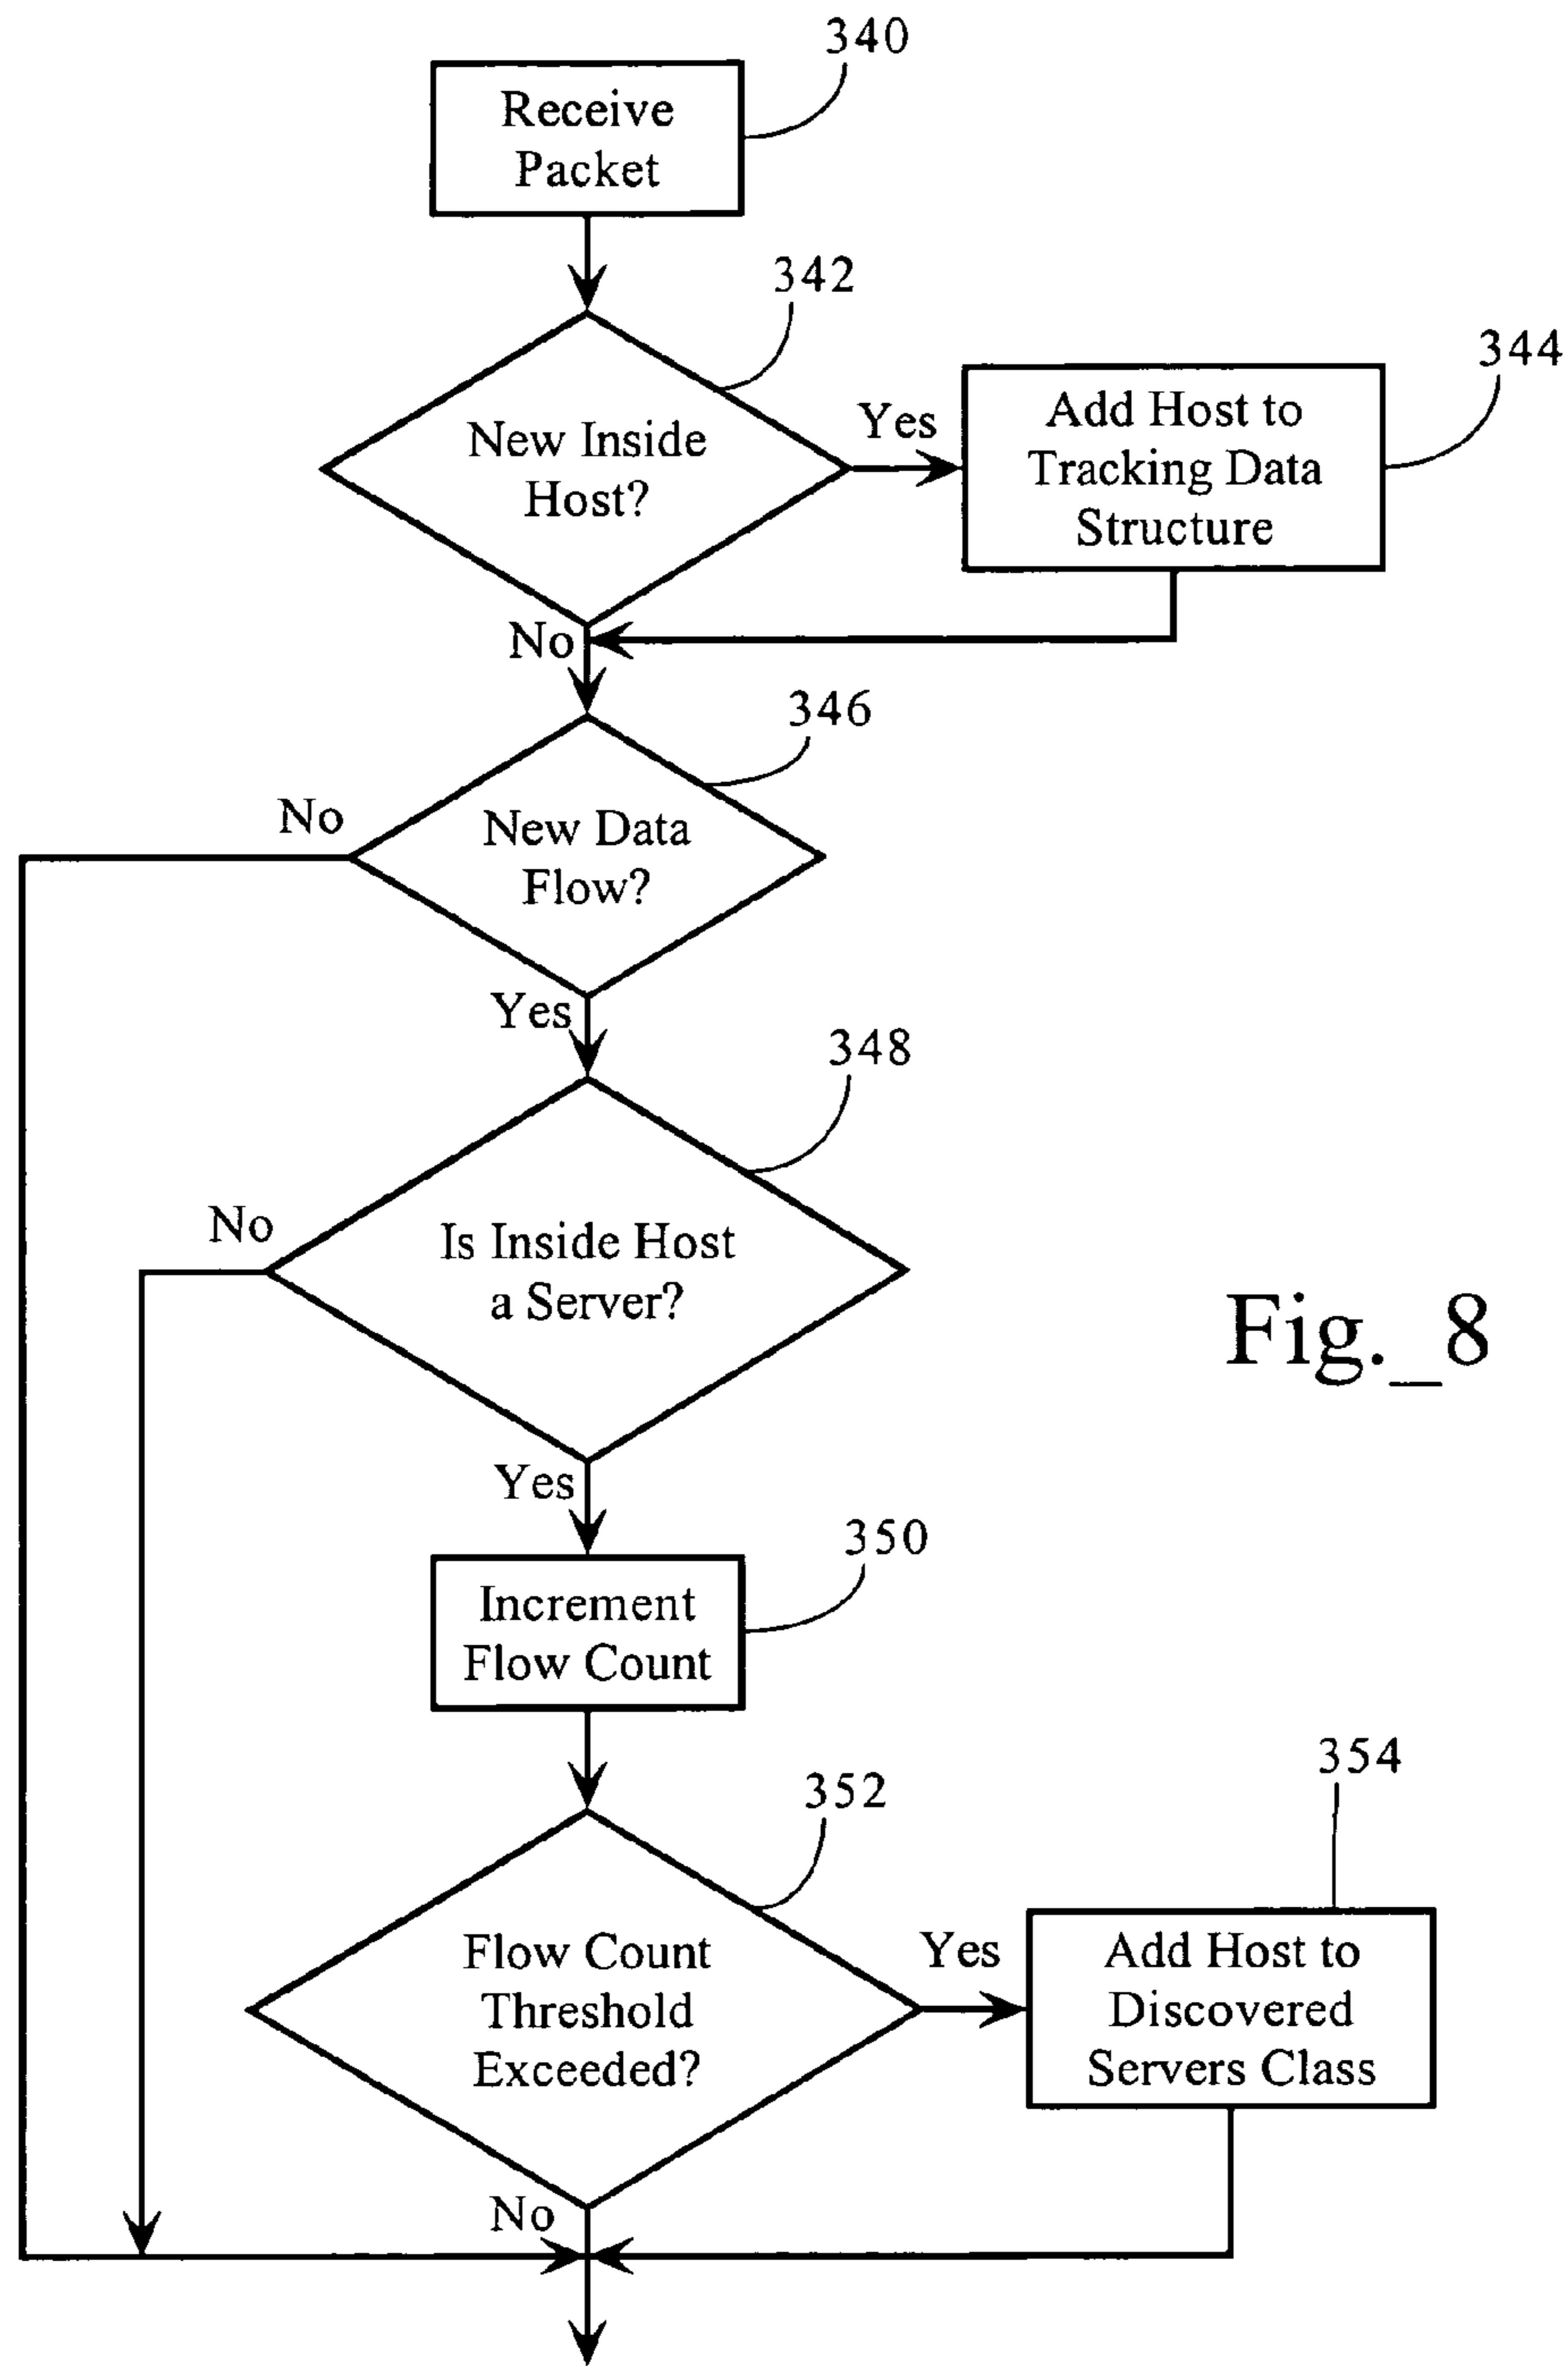 340
Receive
Packet
342
344
New Inside
Host?
Yes
Add Host to
Tracking Data
Structure
No
346
No
New Data
Flow?
Yes
348
No
Is Inside Host
a Server?
Fig._8
Yes
350
Increment
Flow Count
354
352
Flow Count
Threshold
Exceeded?
Yes
Add Host to
Discovered
Servers Class
No